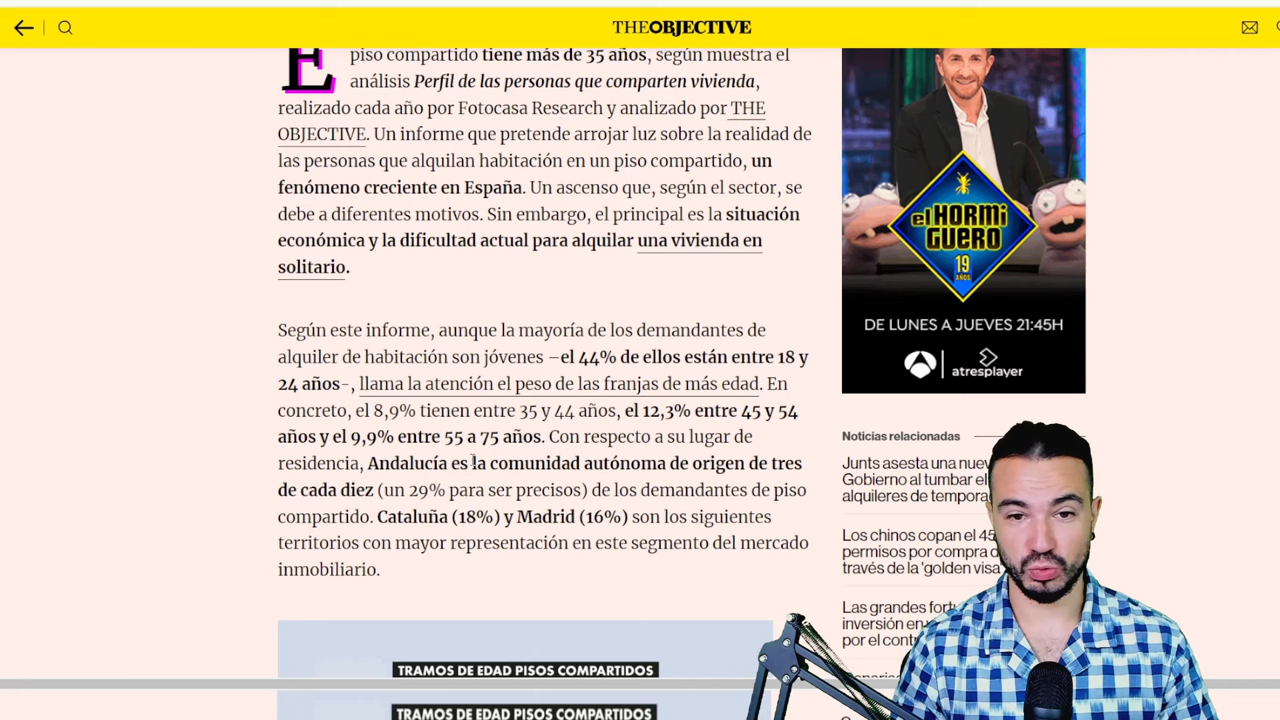 THEOBJECTIVE
E piso compartido tiene más de 35 años, según muestra el
análisis Perfil de las personas que comparten vivienda,
realizado cada año por Fotocasa Research y analizado por THE
OBJECTIVE. Un informe que pretende arrojar luz sobre la realidad de
las personas que alquilan habitación en un piso compartido, un
fenómeno creciente en España. Un ascenso que, según el sector, se
debe a diferentes motivos. Sin embargo, el principal es la situación
económica y la dificultad actual para alquilar una vivienda en
solitario.
Según este informe, aunque la mayoría de los demandantes de
alquiler de habitación son jóvenes –el 44% de ellos están entre 18 y
24 años-, llama la atención el peso de las franjas de más edad. En
concreto, el 8,9% tienen entre 35 y 44 años, el 12,3% entre 45 y 54
años y el 9,9% entre 55 a 75 años. Con respecto a su lugar de
residencia, Andalucía es la comunidad autónoma de origen de tres
de cada diez (un 29% para ser precisos) de los demandantes de piso
compartido. Cataluña (18%) y Madrid (16%) son los siguientes
territorios con mayor representación en este segmento del mercado
inmobiliario.
TRAMOS DE EDAD PISOS COMPARTIDOS
TRAMOS DE EDAD PISOS COMPARTIDOS
el HORMI
GUERO
19
AÑOS
DE LUNES A JUEVES 21:45H
atresplayer
Noticias relacionadas
Junts asesta una
Gobierno al tumbar el
alquileres de
Los chinos copan el 45
permisos por compra
través de la 'golden visa
Las grandes
inversión en
por el